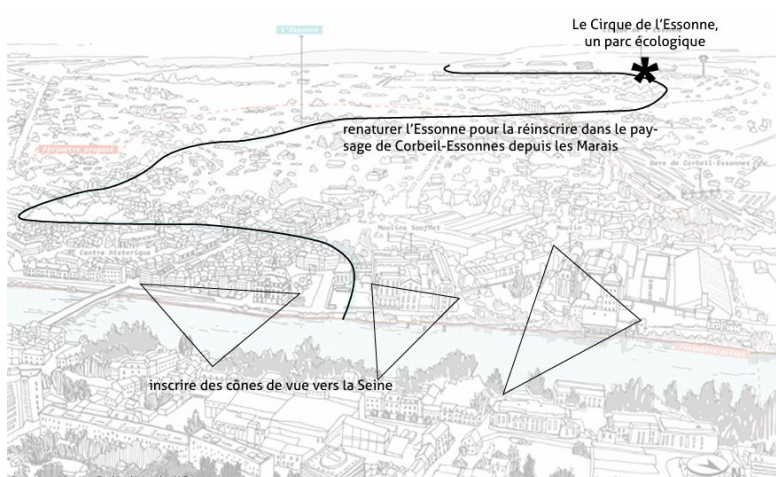 Le Cirque de l'Essonne,
un parc écologique
L'Essonne
renaturer l'Essonne pour la réinscrire dans le pay-
sage de Corbeil-Essonnes depuis les Marais
Périmètre proposé
Gare de Corbeil-Essonnes
Moulins Soufflet
Moulin
Centre historique
inscrire des cônes de vue vers la Seine
N